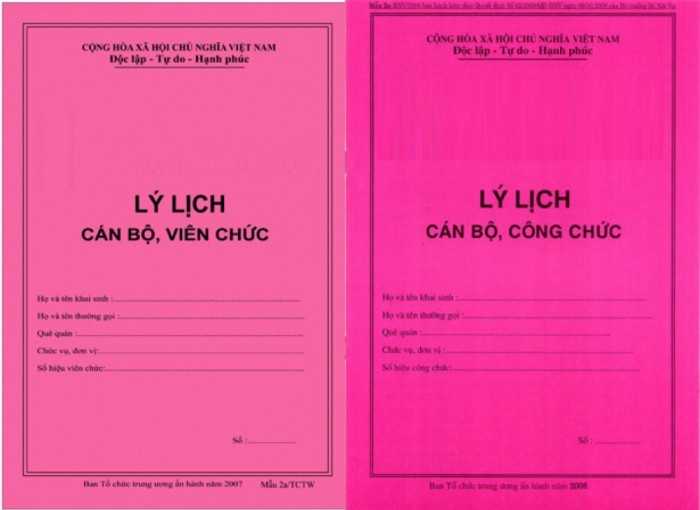 CỘNG HÒA XÃ HỘI CHỦ NGHĨA VIỆT NAM
Độc lập - Tự do - Hạnh phúc
LÝ LỊCH
CÁN BỘ, VIÊN CHỨC
Họ và tên khai sinh :
Họ và tên thường gọi :
Quê quán :
Chức vụ, đơn vị:
Số hiệu viên chức:
Số :
Ban Tổ chức trung ương ấn hành năm 2007 Mẫu 2a/TCTW
CỘNG HÒA XÃ HỘI CHỦ NGHĨA VIỆT NAM
Độc lập - Tự do - Hạnh phúc
LÝ LỊCH
CÁN BỘ, CÔNG CHỨC
Họ và tên khai sinh :
Họ và tên thường gọi :
Quê quán :
Chức vụ, đơn vị :
Số hiệu công chức:
Số :
Ban Tổ chức trung ương ấn hành năm 2008